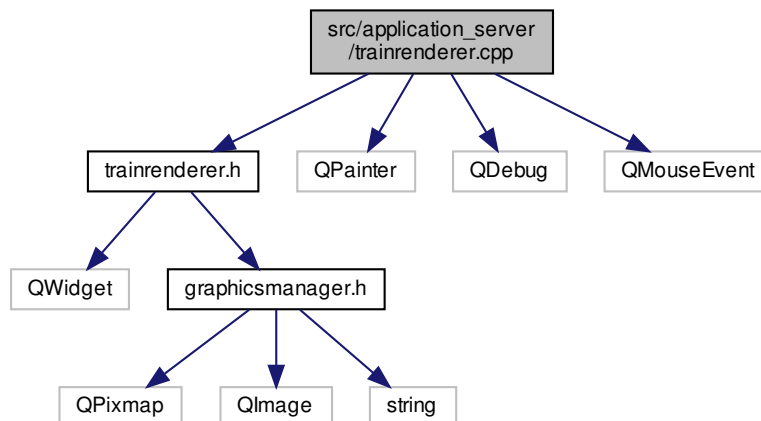 src/application_server
/trainrenderer.cpp
trainrenderer.h
QPainter
QDebug
QMouseEvent
QWidget
graphicsmanager.h
QPixmap
QImage
string